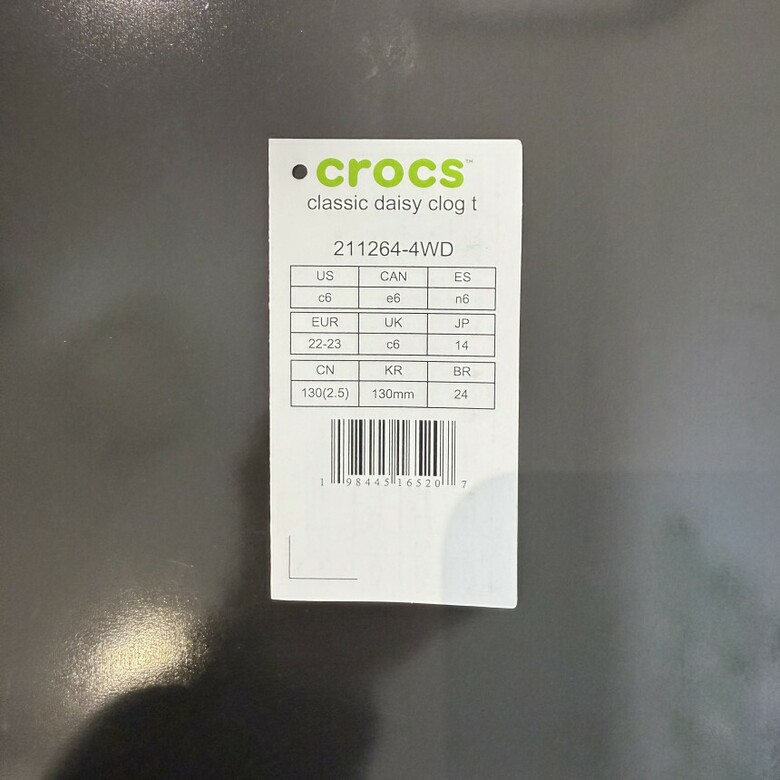 crocs™
classic daisy clog t
211264-4WD
US CAN ES
c6 e6 n6
EUR UK JP
22-23 c6 14
CN KR BR
130(2.5) 130mm 24
1 98445 16520 7